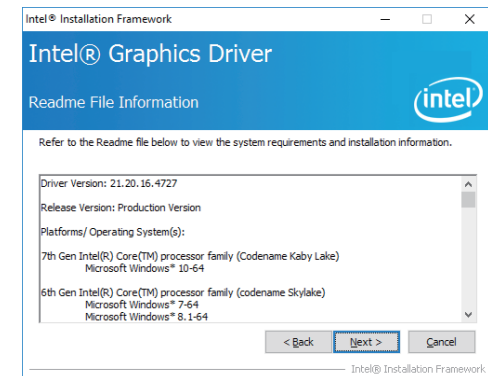 Intel® Installation Framework
Intel® Graphics Driver
Readme File Information
intel
Refer to the Readme file below to view the system requirements and installation information.
Driver Version: 21.20.16.4727
Release Version: Production Version
Platforms/ Operating System(s):
7th Gen Intel(R) Core(TM) processor family (Codename Kaby Lake)
Microsoft Windows* 10-64
6th Gen Intel(R) Core(TM) processor family (codename Skylake)
Microsoft Windows* 7-64
Microsoft Windows* 8.1-64
< Back Next > Cancel
Intel® Installation Framework